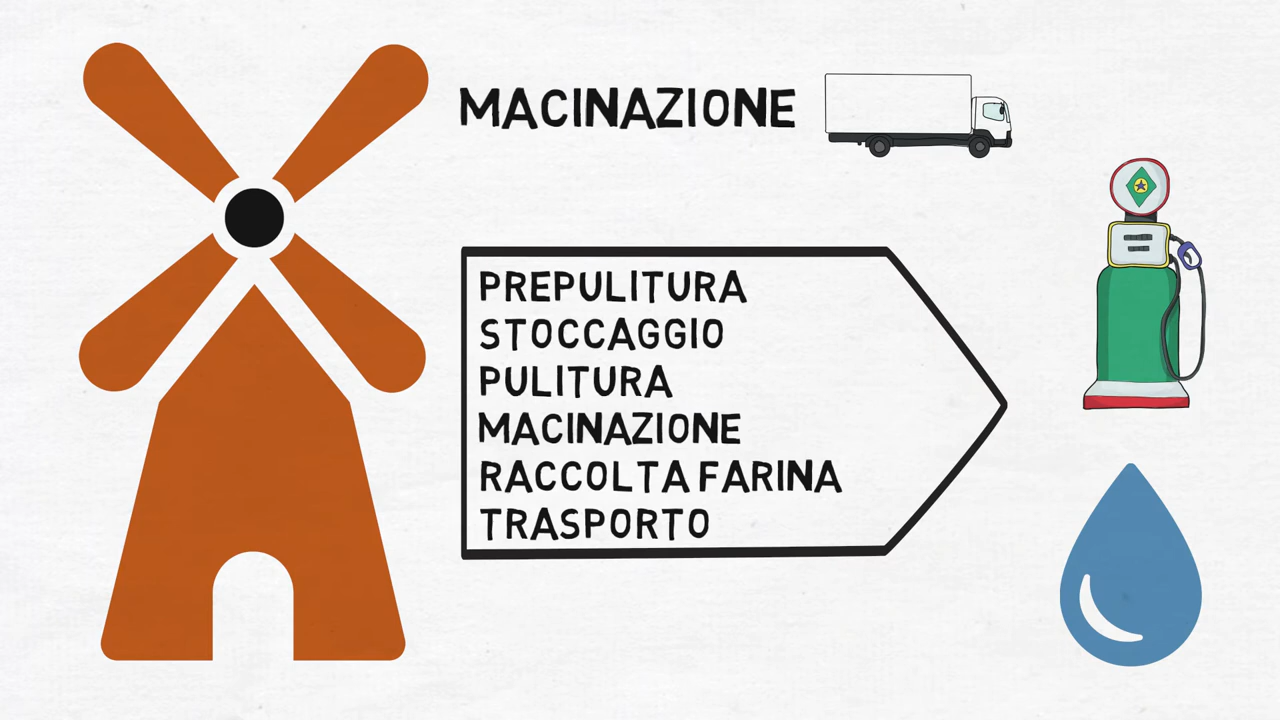 MACINAZIONE
PREPULITURA
STOCCAGGIO
PULITURA
MACINAZIONE
RACCOLTA FARINA
TRASPORTO